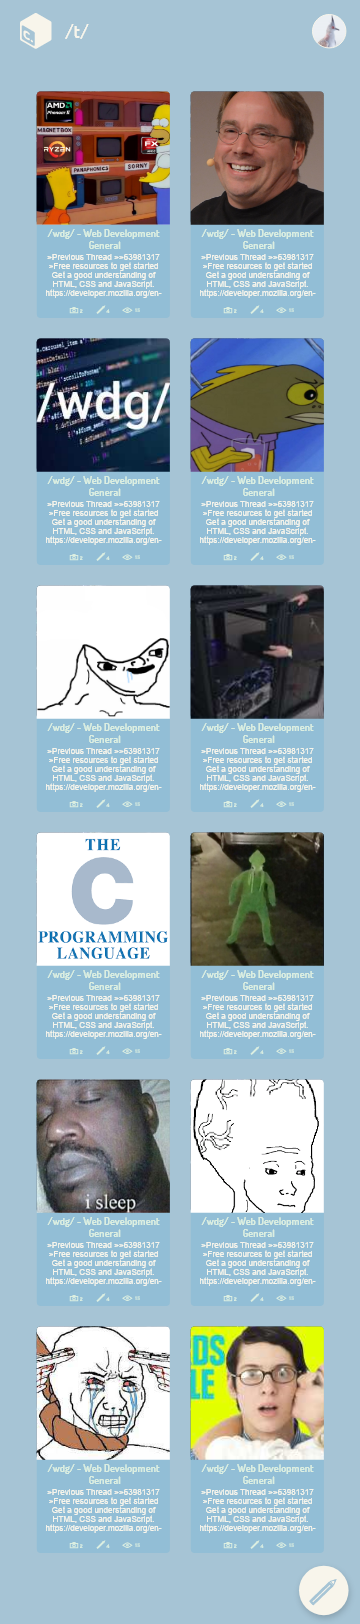 /t/
AMD
Phenom II
MAGNETBOX
RYZEN
FX
PANAPHONICS
SORNY
/wdg/ - Web Development
General
»Previous Thread >>63981317
»Free resources to get started
Get a good understanding of
HTML, CSS and JavaScript.
https://developer.mozilla.org/en-
/wdg/ - Web Development
General
»Previous Thread >>63981317
»Free resources to get started
Get a good understanding of
HTML, CSS and JavaScript.
https://developer.mozilla.org/en-
/wdg/
/wdg/ - Web Development
General
»Previous Thread >>63981317
»Free resources to get started
Get a good understanding of
HTML, CSS and JavaScript.
https://developer.mozilla.org/en-
/wdg/ - Web Development
General
»Previous Thread >>63981317
»Free resources to get started
Get a good understanding of
HTML, CSS and JavaScript.
https://developer.mozilla.org/en-
/wdg/ - Web Development
General
»Previous Thread >>63981317
»Free resources to get started
Get a good understanding of
HTML, CSS and JavaScript.
https://developer.mozilla.org/en-
/wdg/ - Web Development
General
»Previous Thread >>63981317
»Free resources to get started
Get a good understanding of
HTML, CSS and JavaScript.
https://developer.mozilla.org/en-
THE
C
PROGRAMMING
LANGUAGE
/wdg/ - Web Development
General
»Previous Thread >>63981317
»Free resources to get started
Get a good understanding of
HTML, CSS and JavaScript.
https://developer.mozilla.org/en-
/wdg/ - Web Development
General
»Previous Thread >>63981317
»Free resources to get started
Get a good understanding of
HTML, CSS and JavaScript.
https://developer.mozilla.org/en-
i sleep
/wdg/ - Web Development
General
»Previous Thread >>63981317
»Free resources to get started
Get a good understanding of
HTML, CSS and JavaScript.
https://developer.mozilla.org/en-
/wdg/ - Web Development
General
»Previous Thread >>63981317
»Free resources to get started
Get a good understanding of
HTML, CSS and JavaScript.
https://developer.mozilla.org/en-
/wdg/ - Web Development
General
»Previous Thread >>63981317
»Free resources to get started
Get a good understanding of
HTML, CSS and JavaScript.
https://developer.mozilla.org/en-
DS
LE
/wdg/ - Web Development
General
»Previous Thread >>63981317
»Free resources to get started
Get a good understanding of
HTML, CSS and JavaScript.
https://developer.mozilla.org/en-